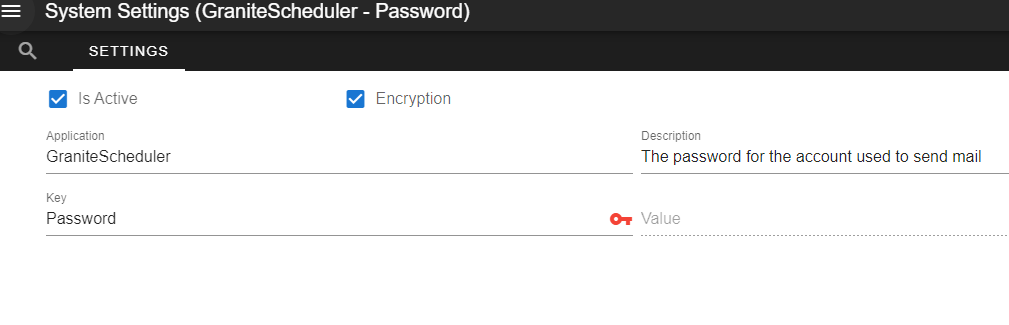 System Settings (GraniteScheduler - Password)
SETTINGS
Is Active
Encryption
Application
GraniteScheduler
Description
The password for the account used to send mail
Key
Password
Value